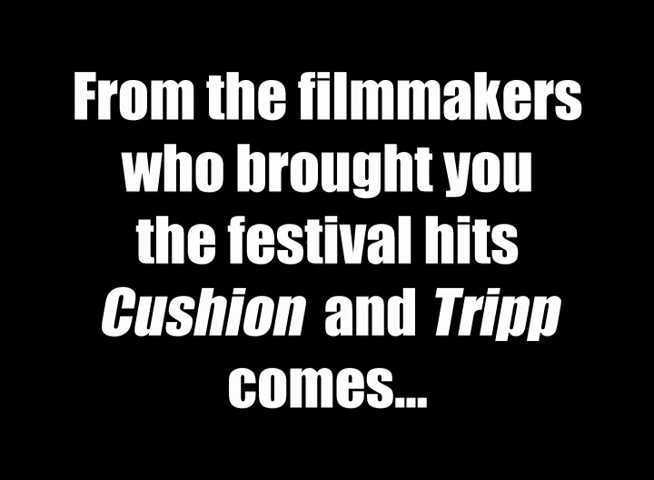 From the filmmakers
who brought you
the festival hits
Cushion and Tripp
comes...